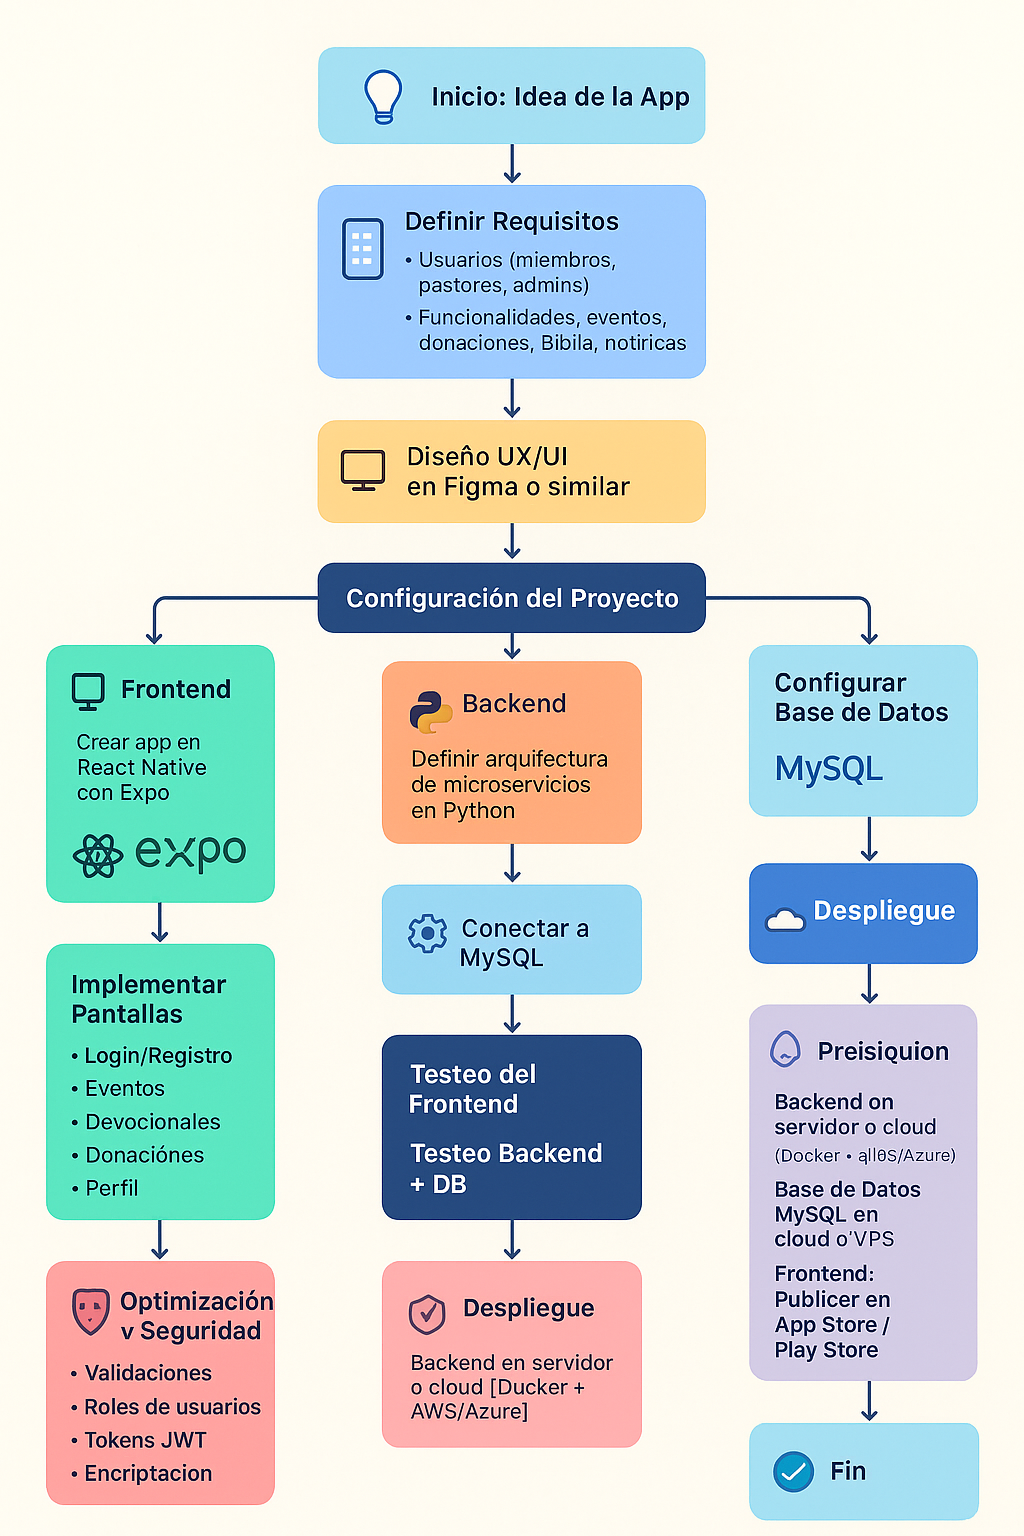 Inicio: Idea de la App
Definir Requisitos
• Usuarios (miembros,
pastores, admins)
• Funcionalidades, eventos,
donaciones, Bibila, notiricas
Diseño UX/UI
en Figma o similar
Configuración del Proyecto
Frontend
Crear app en
React Native
con Expo
expo
Implementar
Pantallas
• Login/Registro
• Eventos
• Devocionales
• Donaciónes
• Perfil
Optimización
v Seguridad
• Validaciones
• Roles de usuarios
• Tokens JWT
• Encriptacion
Backend
Definir arquifectura
de microservicios
en Python
Conectar a
MySQL
Testeo del
Frontend
Testeo Backend
+ DB
Despliegue
Backend en servidor
o cloud [Ducker +
AWS/Azure]
Configurar
Base de Datos
MySQL
Despliegue
Preisiquion
Backend on
servidor o cloud
(Docker • /Azure)
Base de Datos
MySQL en
cloud o'VPS
Frontend:
Publicer en
App Store /
Play Store
Fin